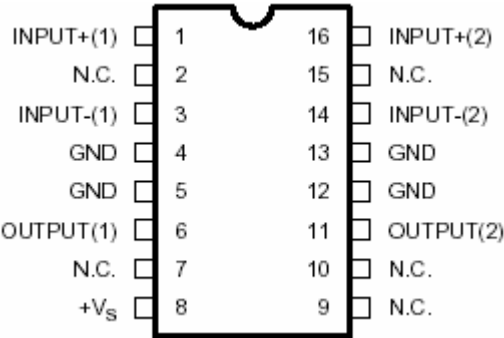 INPUT+(1) 1 16 INPUT+(2)
N.C. 2 15 N.C.
INPUT-(1) 3 14 INPUT-(2)
GND 4 13 GND
GND 5 12 GND
OUTPUT(1) 6 11 OUTPUT(2)
N.C. 7 10 N.C.
+VS 8 9 N.C.